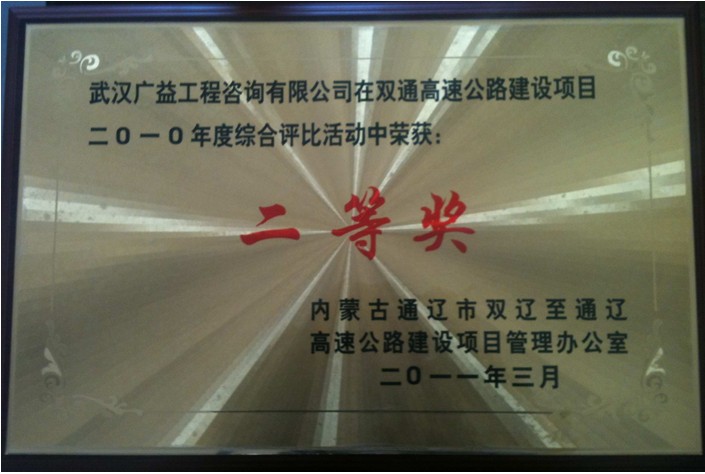 武汉广益工程咨询有限公司在双通高速公路建设项目
二0一0年度综合评比活动中荣获：
二等奖
内蒙古通辽市双辽至通辽
高速公路建设项目管理办公室
二0一一年三月